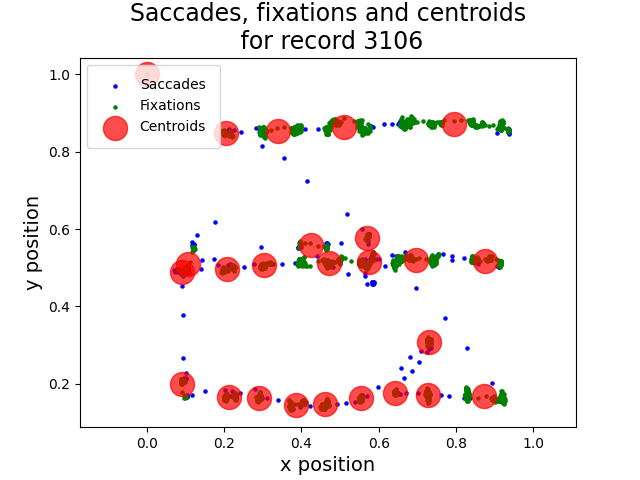 Saccades, fixations and centroids
for record 3106
Saccades
Fixations
Centroids
1.0
0.8
0.6
0.4
0.2
y position
0.0
0.2
0.4
0.6
0.8
1.0
x position